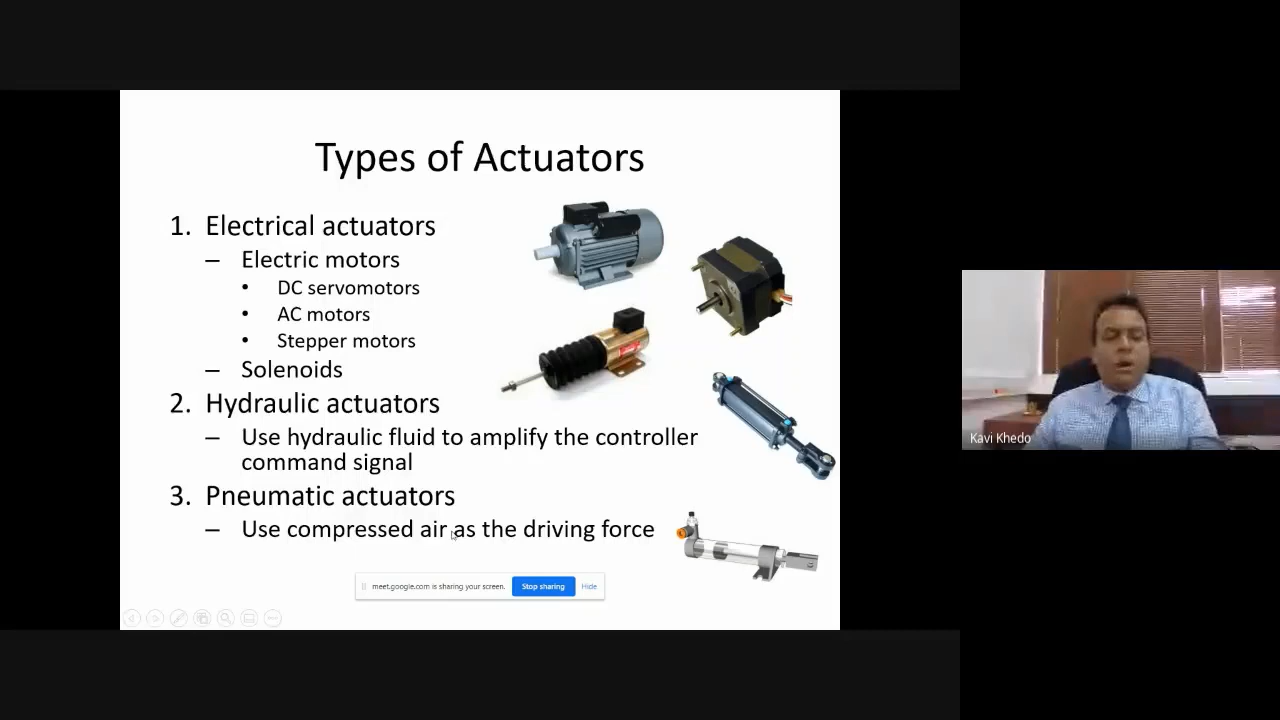 Types of Actuators
1. Electrical actuators
– Electric motors
• DC servomotors
• AC motors
• Stepper motors
– Solenoids
2. Hydraulic actuators
– Use hydraulic fluid to amplify the controller
command signal
3. Pneumatic actuators
– Use compressed air as the driving force
meet.google.com is sharing your screen. Stop sharing Hide
Kavi Khedo